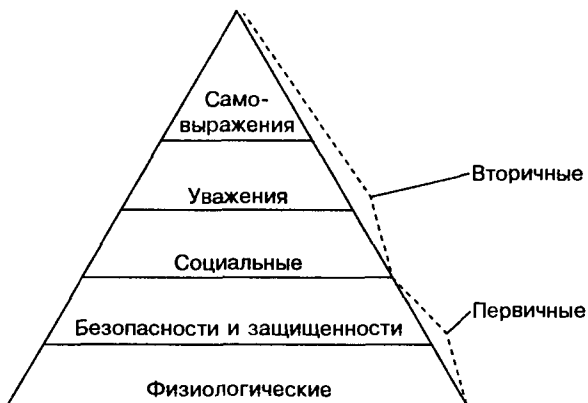 Само-
выражения
Вторичные
Уважения
Социальные
Первичные
Безопасности и защищенности
Физиологические